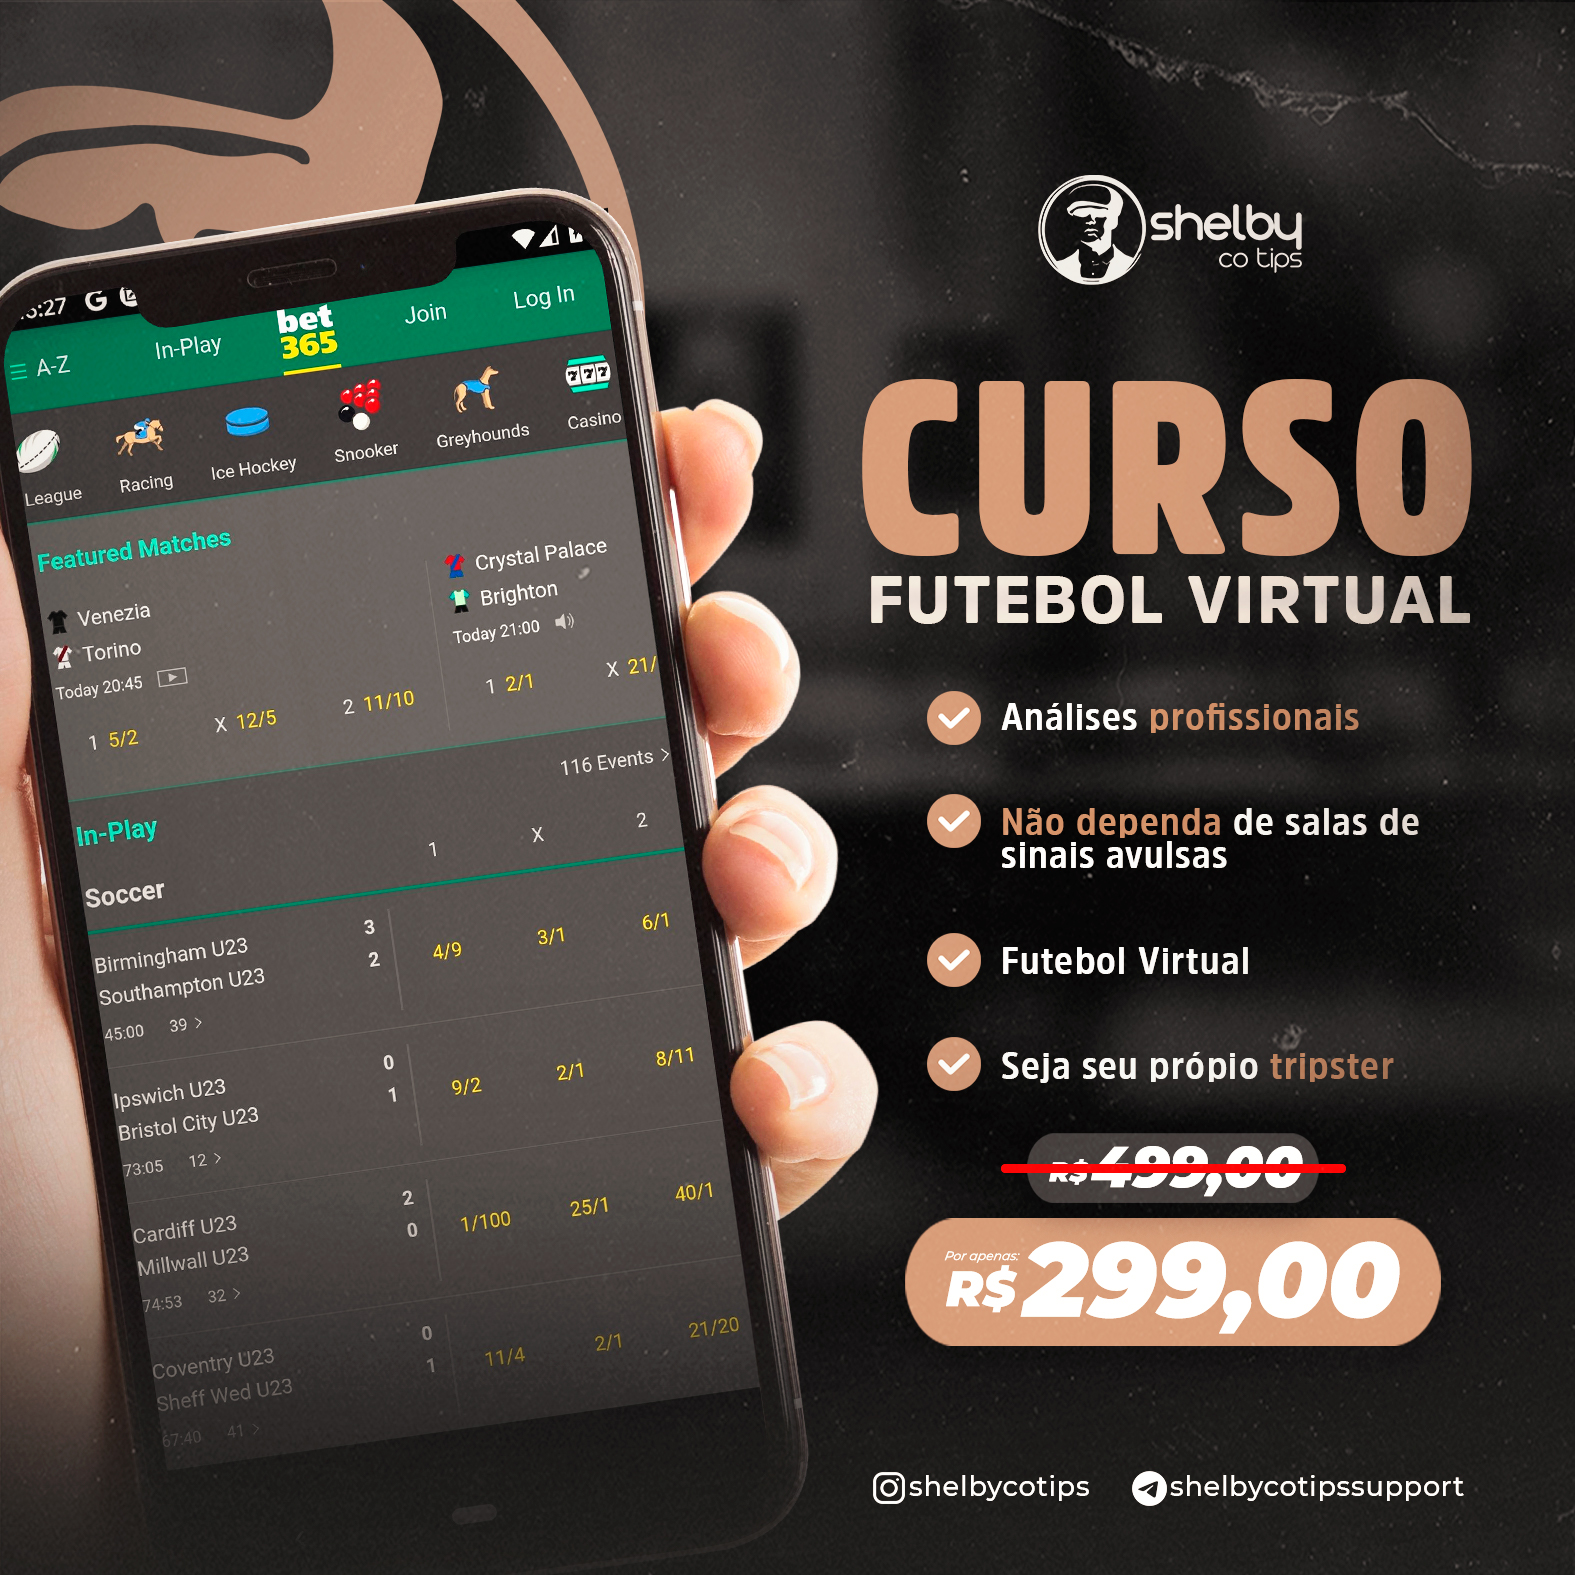 shelby
co tips
CURSO
FUTEBOL VIRTUAL
Análises profissionais
Não dependa de salas de
sinais avulsas
Futebol Virtual
Seja seu própio tripster
R$499,00
Por apenas:
R$299,00
shelbycotips shelbycotipssupport
G
A-Z In-Play bet Join Log In
365
League Racing Ice Hockey Snooker Greyhounds Casino
777
Featured Matches
Venezia
Torino
Today 20:45
1 5/2 X 12/5 2 11/10
Crystal Palace
Brighton
Today 21:00
1 2/1 X 21/
116 Events >
In-Play
1 X 2
Soccer
Birmingham U23 3
Southampton U23 2 4/9 3/1 6/1
45:00 39 >
Ipswich U23 0
Bristol City U23 1 9/2 2/1 8/11
73:05 12 >
Cardiff U23 2
Millwall U23 0 1/100 25/1 40/1
74:53 32 >
Coventry U23 0
Sheff Wed U23 1 11/4 2/1 21/20
67:40 41 >